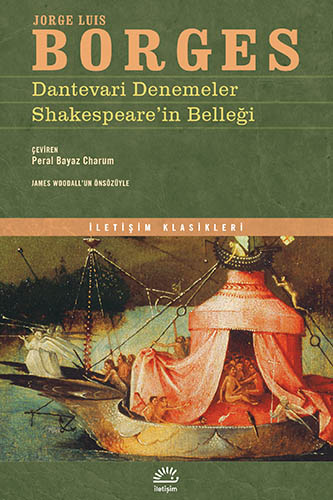 JORGE LUIS
BORGES
Dantevari Denemeler
Shakespeare'in Belleği
ÇEVİREN
Peral Bayaz Charum
JAMES WOODALL'UN ÖNSÖZÜYLE
İLETİŞİM KLASİKLERİ
iletişim